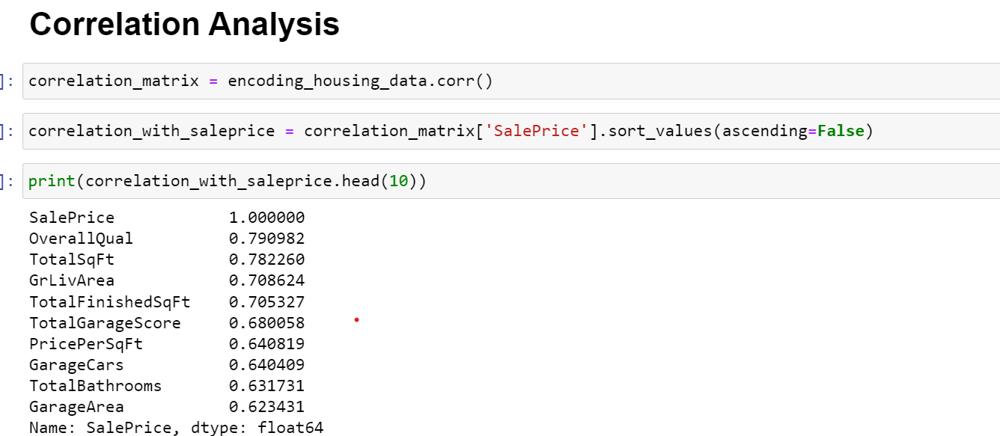 Correlation Analysis
]: correlation_matrix = encoding_housing_data.corr()
]: correlation_with_saleprice = correlation_matrix['SalePrice'].sort_values(ascending=False)
]: print(correlation_with_saleprice.head(10))
SalePrice 1.000000
OverallQual 0.790982
TotalSqFt 0.782260
GrLivArea 0.708624
TotalFinishedSqFt 0.705327
TotalGarageScore 0.680058
PricePerSqFt 0.640819
GarageCars 0.640409
TotalBathrooms 0.631731
GarageArea 0.623431
Name: SalePrice, dtype: float64